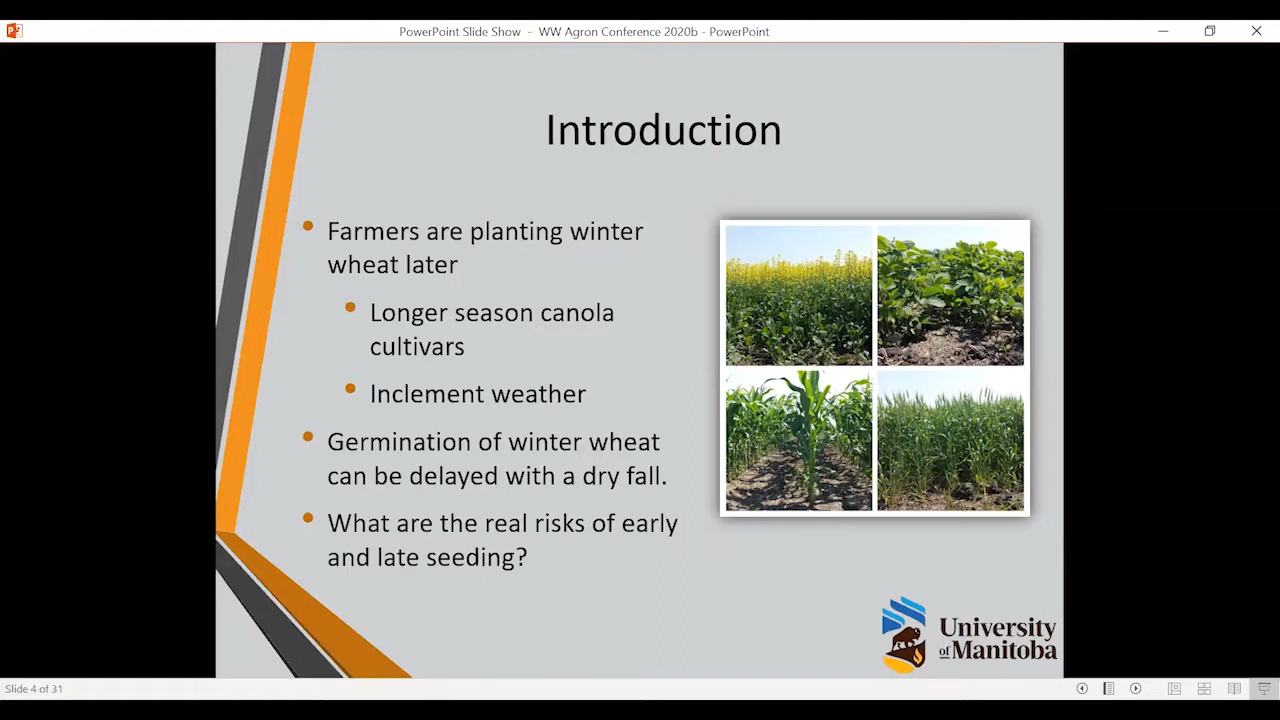 PowerPoint Slide Show - WW Agron Conference 2020b - PowerPoint
Introduction
• Farmers are planting winter
wheat later
• Longer season canola
cultivars
• Inclement weather
• Germination of winter wheat
can be delayed with a dry fall.
• What are the real risks of early
and late seeding?
University
of Manitoba
Slide 4 of 31